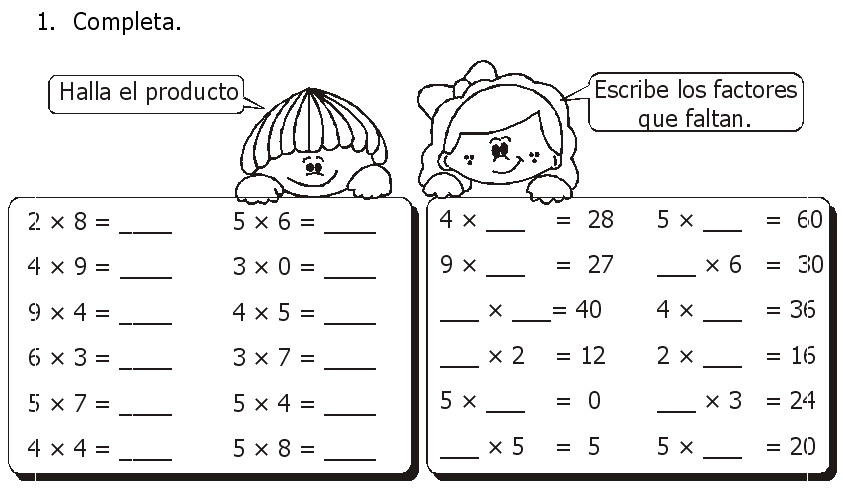 1. Completa.
Halla el producto
Escribe los factores
que faltan.
2 × 8 = ____ 5 × 6 = ____
4 × 9 = ____ 3 × 0 = ____
9 × 4 = ____ 4 × 5 = ____
6 × 3 = ____ 3 × 7 = ____
5 × 7 = ____ 5 × 4 = ____
4 × 4 = ____ 5 × 8 = ____
4 × ___ = 28 5 × ___ = 60
9 × ___ = 27 ___ × 6 = 30
___ × ___= 40 4 × ___ = 36
___ × 2 = 12 2 × ___ = 16
5 × ___ = 0 ___ × 3 = 24
___ × 5 = 5 5 × ___ = 20